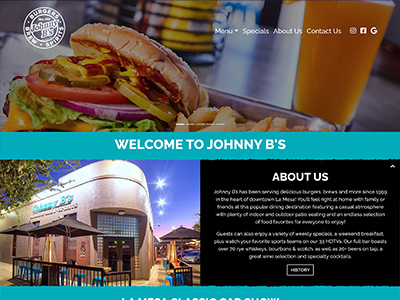 BURGERS
Johnny B's
BREW • SPIRITS
Menu
Specials
About Us
Contact Us
WELCOME TO JOHNNY B'S
Johnny B's
ABOUT US
Johnny B's has been serving delicious burgers, brews and more since 1999
in the heart of downtown La Mesa! You'll feel right at home with family or
friends at this popular dining destination featuring a casual atmosphere
with plenty of indoor and outdoor patio seating and an endless selection
of food favorites for everyone to enjoy!
Guests can also enjoy a variety of weekly specials, a weekend breakfast,
plus watch your favorite sports teams on our 33 HDTVs. Our full bar boasts
over 70 rye whiskeys, bourbons & scotch, as well as 20+ beers on tap, a
great wine selection and specialty cocktails.
HISTORY
LA MESA CLASSIC CAR SHOW!